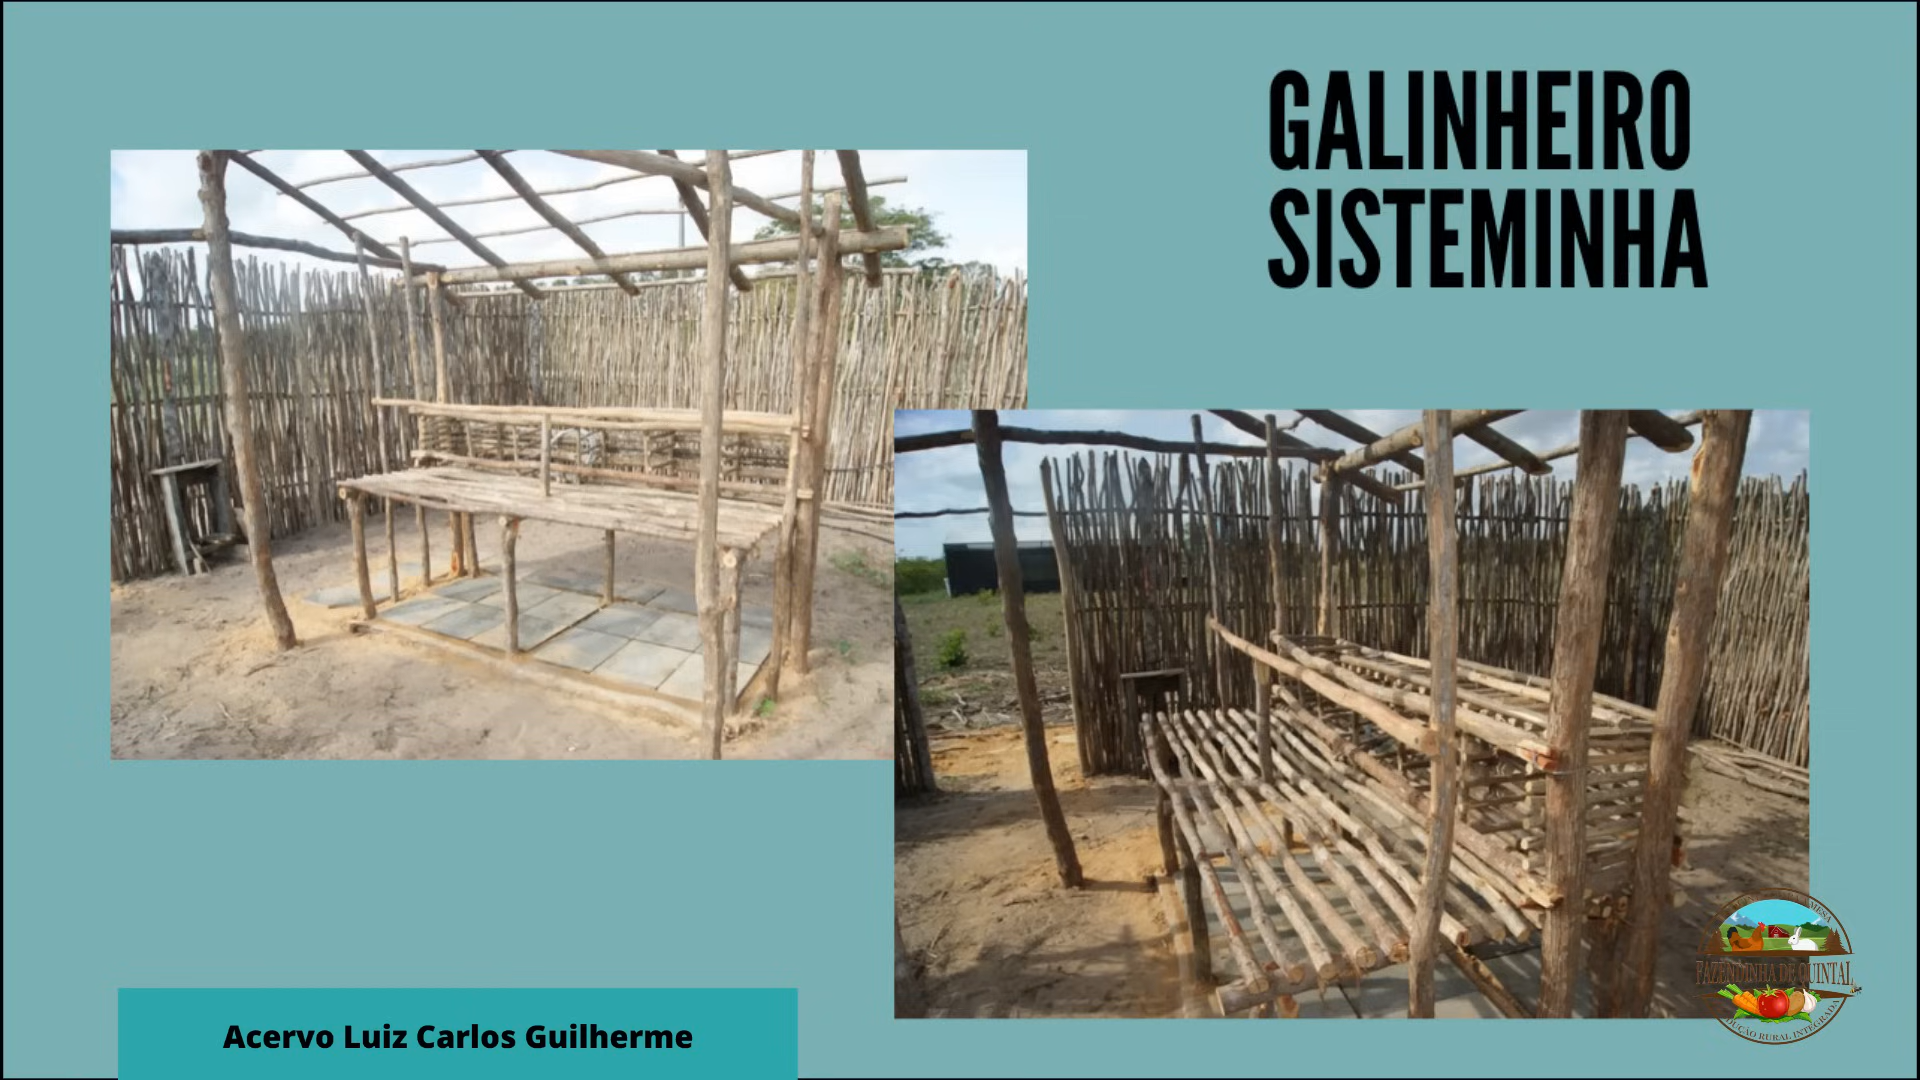 GALINHEIRO
SISTEMINHA
Acervo Luiz Carlos Guilherme
FAZENDINHA DE QUINTAL